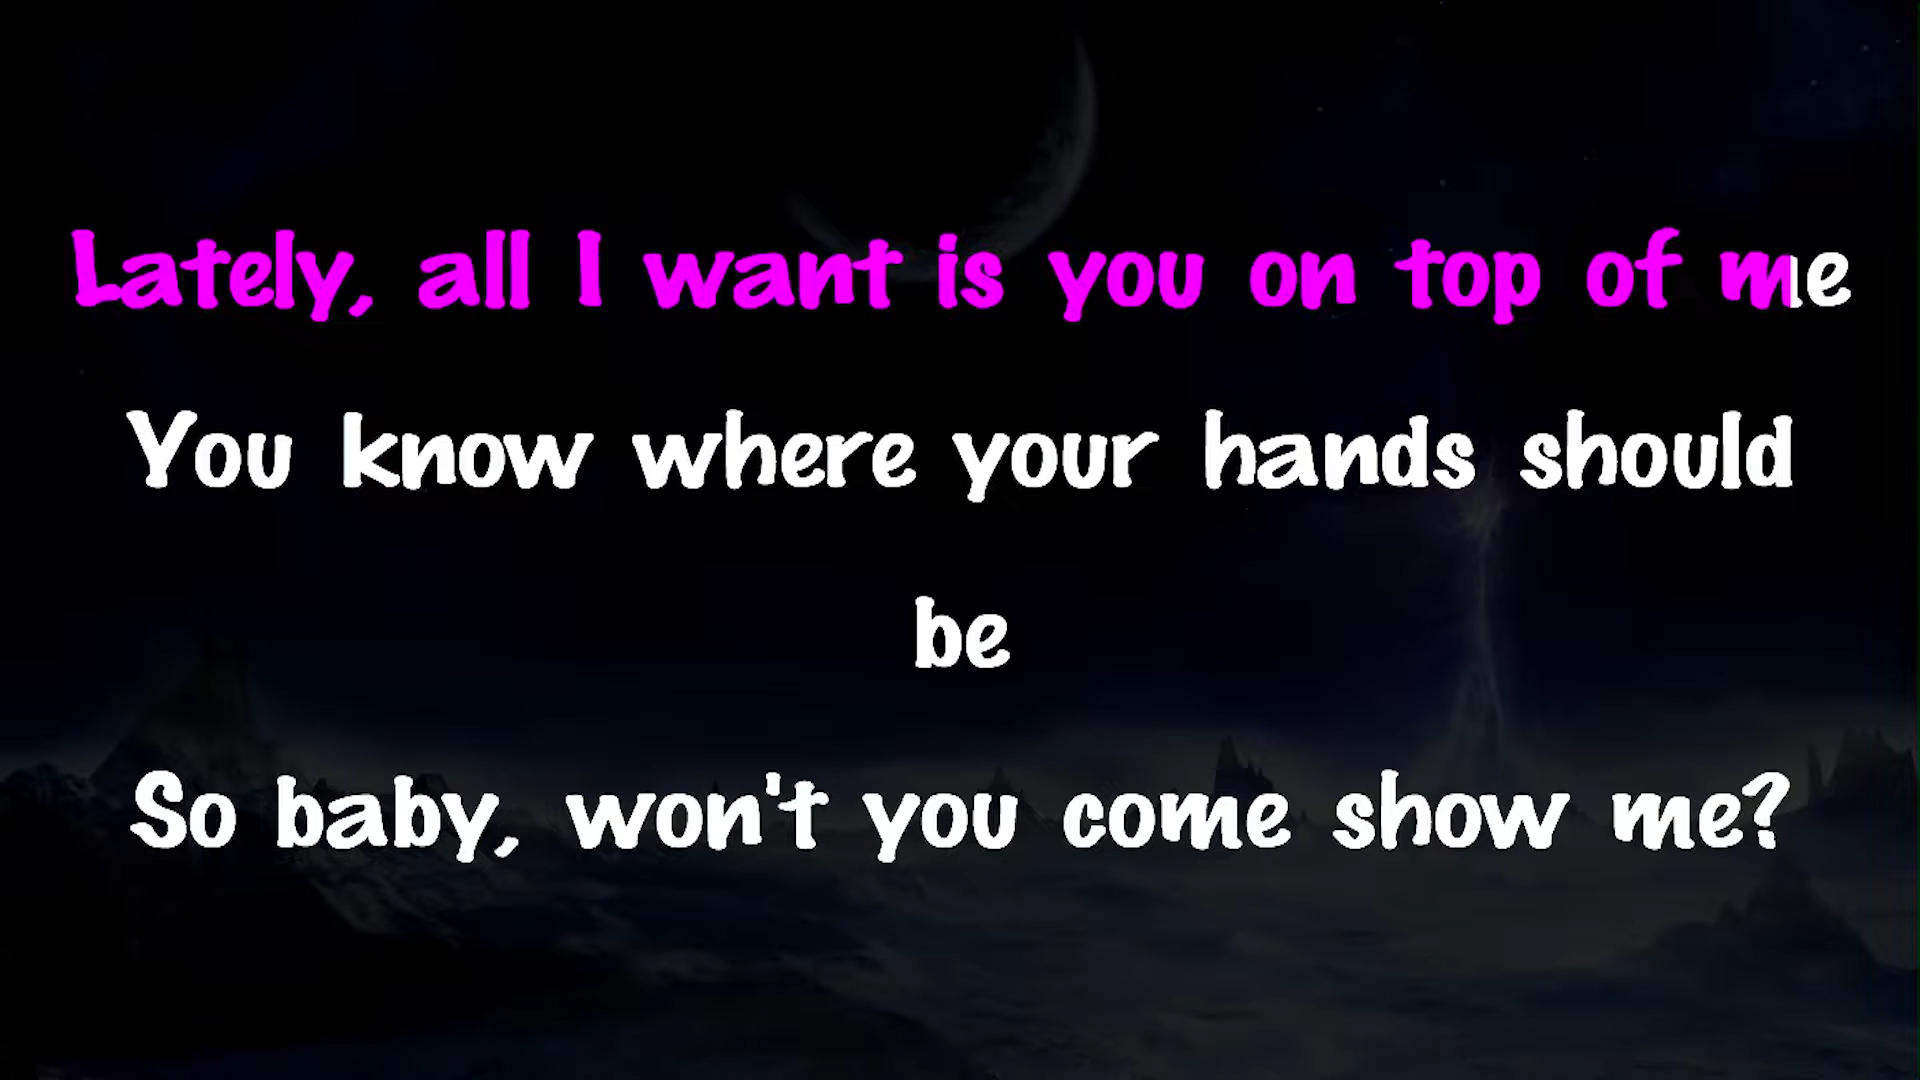 Lately, all I want is you on top of me
You know where your hands should
be
So baby, won't you come show me?